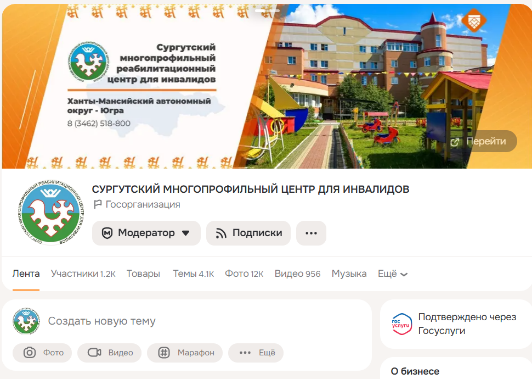 Сургутский
многопрофильный
реабилитационный
центр для инвалидов
Ханты-Мансийский автономный
округ - Югра
8 (3462) 518-800
Перейти
СУРГУТСКИЙ МНОГОПРОФИЛЬНЫЙ ЦЕНТР ДЛЯ ИНВАЛИДОВ
Госорганизация
Модератор
Подписки
Лента Участники 1.2K Товары Темы 4.1K Фото 12K Видео 956 Музыка Ещё
Создать новую тему
Фото Видео Марафон Ещё
гос
услуги
Подтверждено через
Госуслуги
О бизнесе